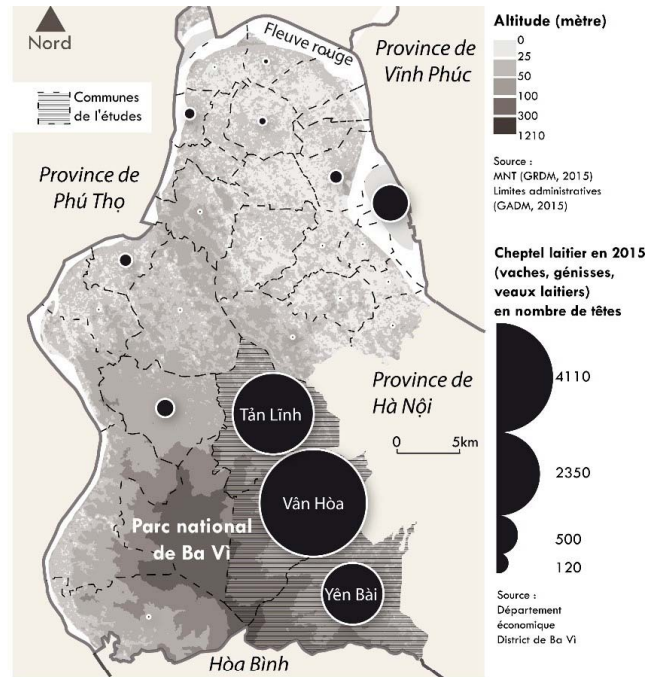 Nord
Communes
de l'études
Fleuve rouge
Province de
Vĩnh Phúc
Province de
Phú Thọ
Province de
Hà Nội
0 5km
Tản Lĩnh
Vân Hòa
Yên Bài
Parc national
de Ba Vì
Hòa Bình
Altitude (mètre)
0
25
50
100
300
1210
Source :
MNT (GRDM, 2015)
Limites administratives
(GADM, 2015)
Cheptel laitier en 2015
(vaches, génisses,
veaux laitiers)
en nombre de têtes
4110
2350
500
120
Source :
Département
économique
District de Ba Vì